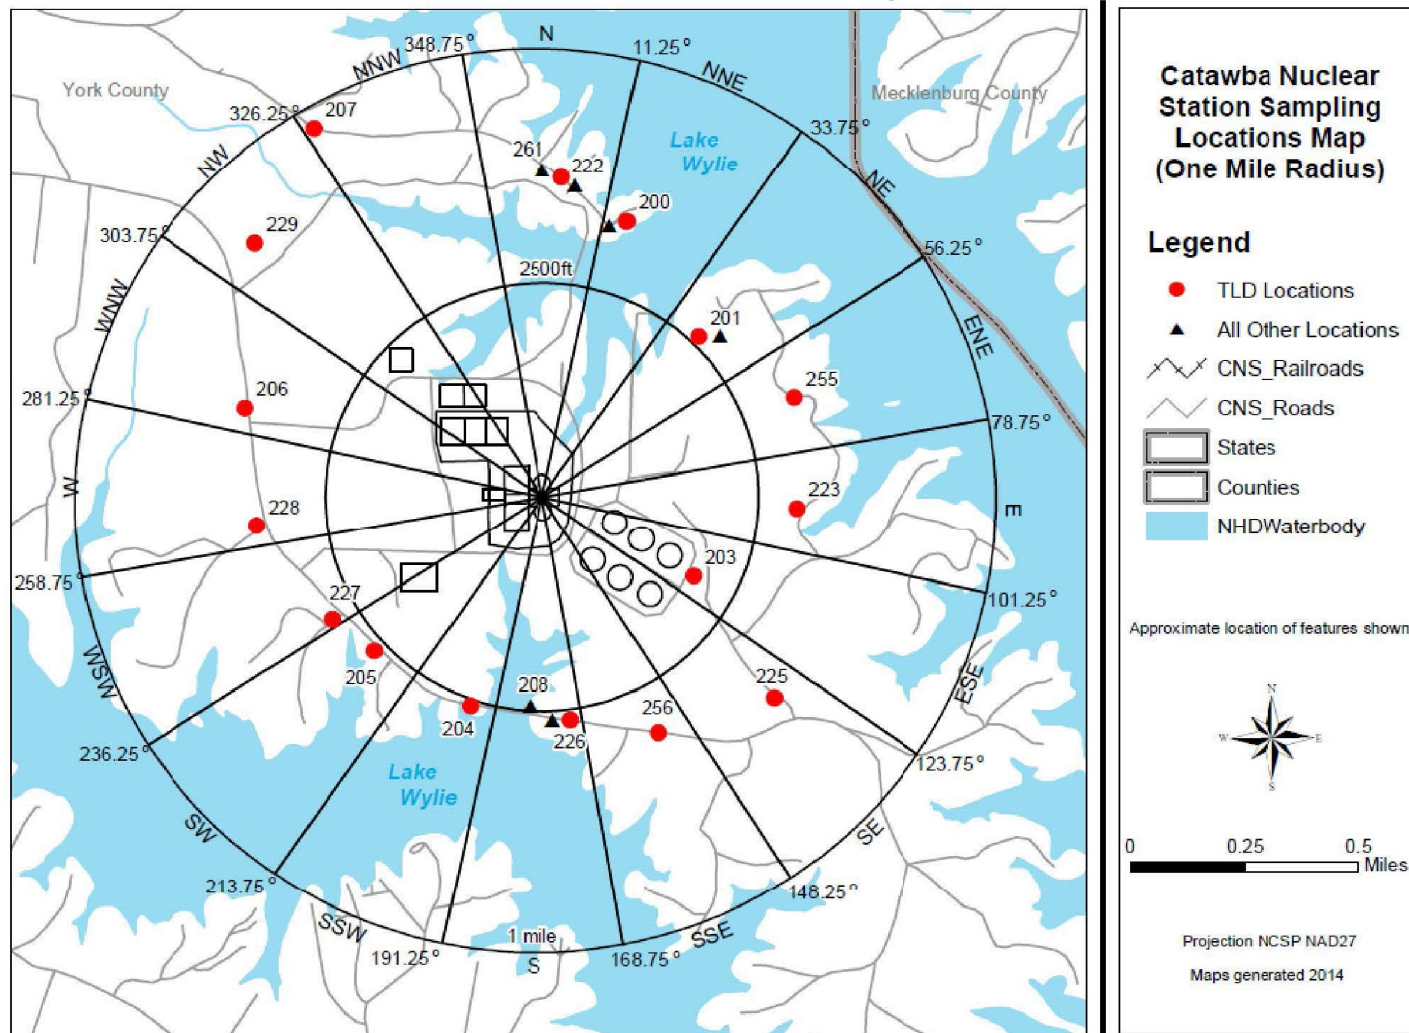 348.75°
N
11.25°
NNW
NNE
York County
Mecklenburg County
326.25°
207
33.75°
Lake
Wylie
NW
261
222
NE
200
229
303.75°
56.25°
2500ft
WNW
201
ENE
255
206
281.25°
78.75°
W
223
E
228
203
258.75°
227
101.25°
WSW
205
225
ESE
208
256
204
226
236.25°
123.75°
Lake
Wylie
SW
SE
213.75°
148.25°
SSW
1 mile
SSE
191.25°
S
168.75°
Catawba Nuclear
Station Sampling
Locations Map
(One Mile Radius)
Legend
TLD Locations
All Other Locations
CNS_Railroads
CNS_Roads
States
Counties
NHDWaterbody
Approximate location of features shown
N
W
E
S
0 0.25 0.5
Miles
Projection NCSP NAD27
Maps generated 2014